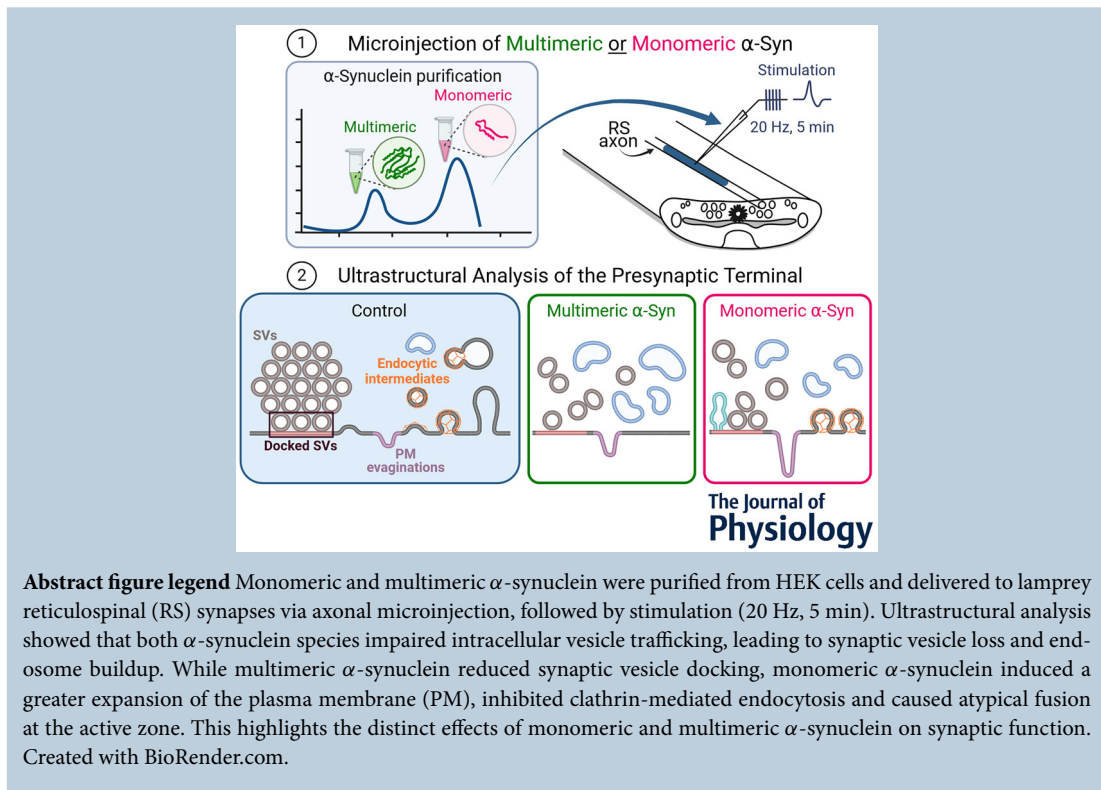 1 Microinjection of Multimeric or Monomeric α-Syn
α-Synuclein purification
Monomeric
Multimeric
Stimulation
20 Hz, 5 min
RS
axon
2 Ultrastructural Analysis of the Presynaptic Terminal
Control
SVs
Endocytic
intermediates
Docked SVs
PM
evaginations
Multimeric α-Syn
Monomeric α-Syn
The Journal of
Physiology
Abstract figure legend Monomeric and multimeric α-synuclein were purified from HEK cells and delivered to lamprey
reticulospinal (RS) synapses via axonal microinjection, followed by stimulation (20 Hz, 5 min). Ultrastructural analysis
showed that both α-synuclein species impaired intracellular vesicle trafficking, leading to synaptic vesicle loss and end-
osome buildup. While multimeric α-synuclein reduced synaptic vesicle docking, monomeric α-synuclein induced a
greater expansion of the plasma membrane (PM), inhibited clathrin-mediated endocytosis and caused atypical fusion
at the active zone. This highlights the distinct effects of monomeric and multimeric α-synuclein on synaptic function.
Created with BioRender.com.